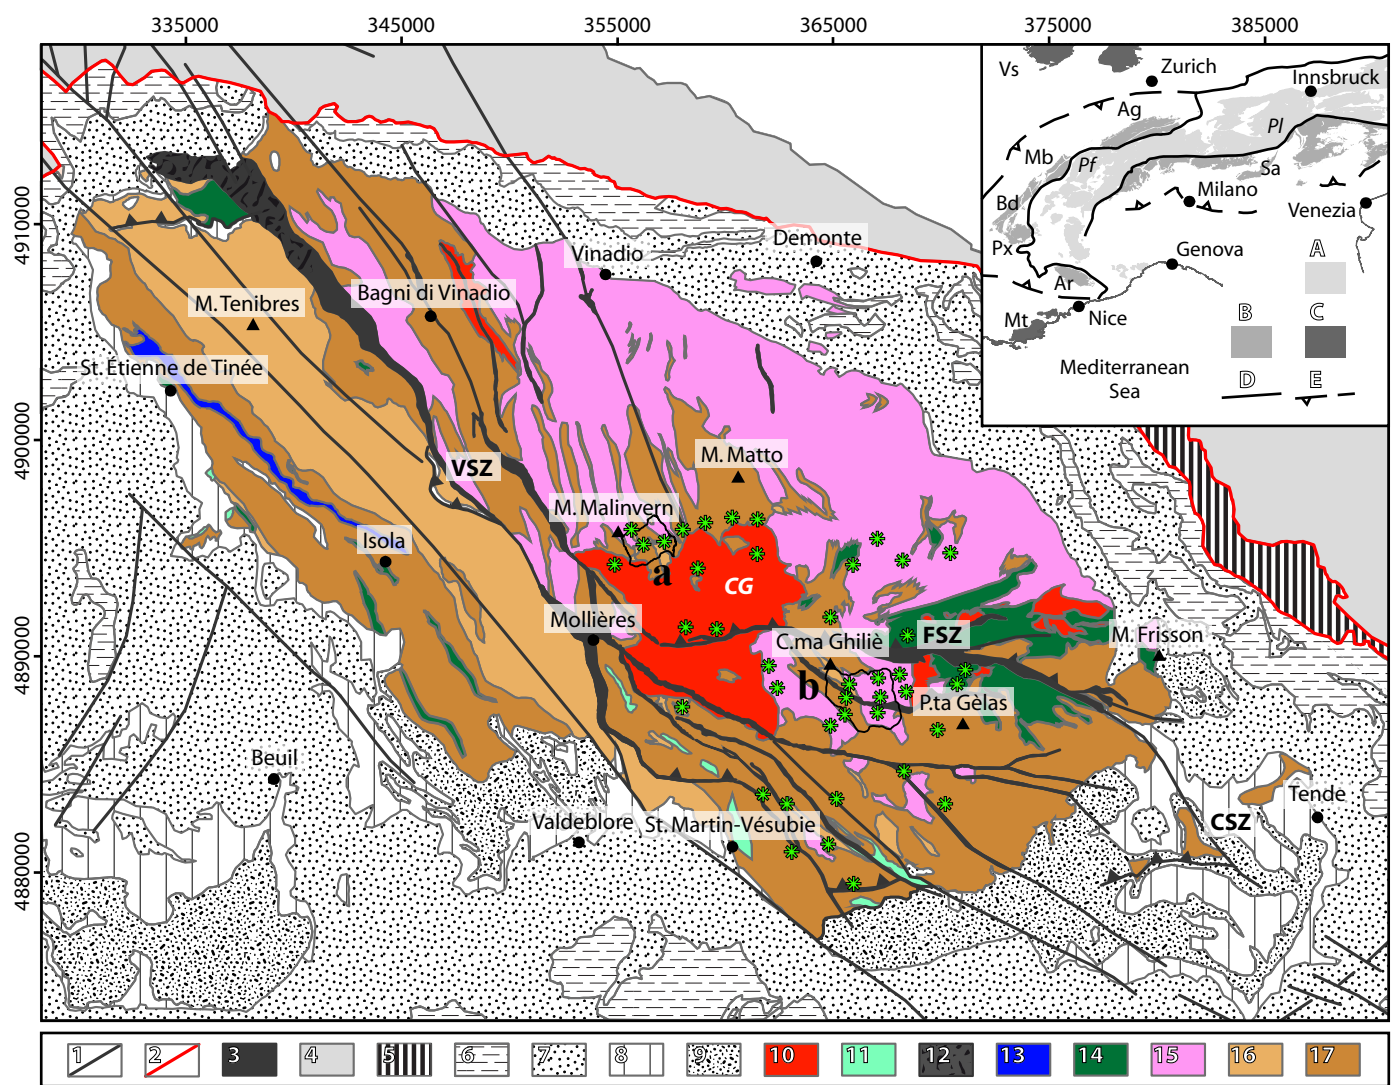 335000 345000 355000 365000 375000 385000
4910000
4900000
4890000
4880000
Vs
Zurich
Innsbruck
Ag
Pl
Mb
Pf
Sa
Bd
Milano
Venezia
Px
Genova
A
Ar
B C
Mt
Nice
Mediterranean
Sea
D E
Demonte
Vinadio
M. Tenibres
Bagni di Vinadio
St. Étienne de Tinée
VSZ
M. Matto
M. Malinvern
Isola
a
CG
Mollières
C.ma Ghiliè
FSZ
M. Frisson
b
P.ta Gelas
Beuil
Tende
Valdeblore
St. Martin-Vésubie
CSZ
1 2 3 4 5 6 7 8 9 10 11 12 13 14 15 16 17